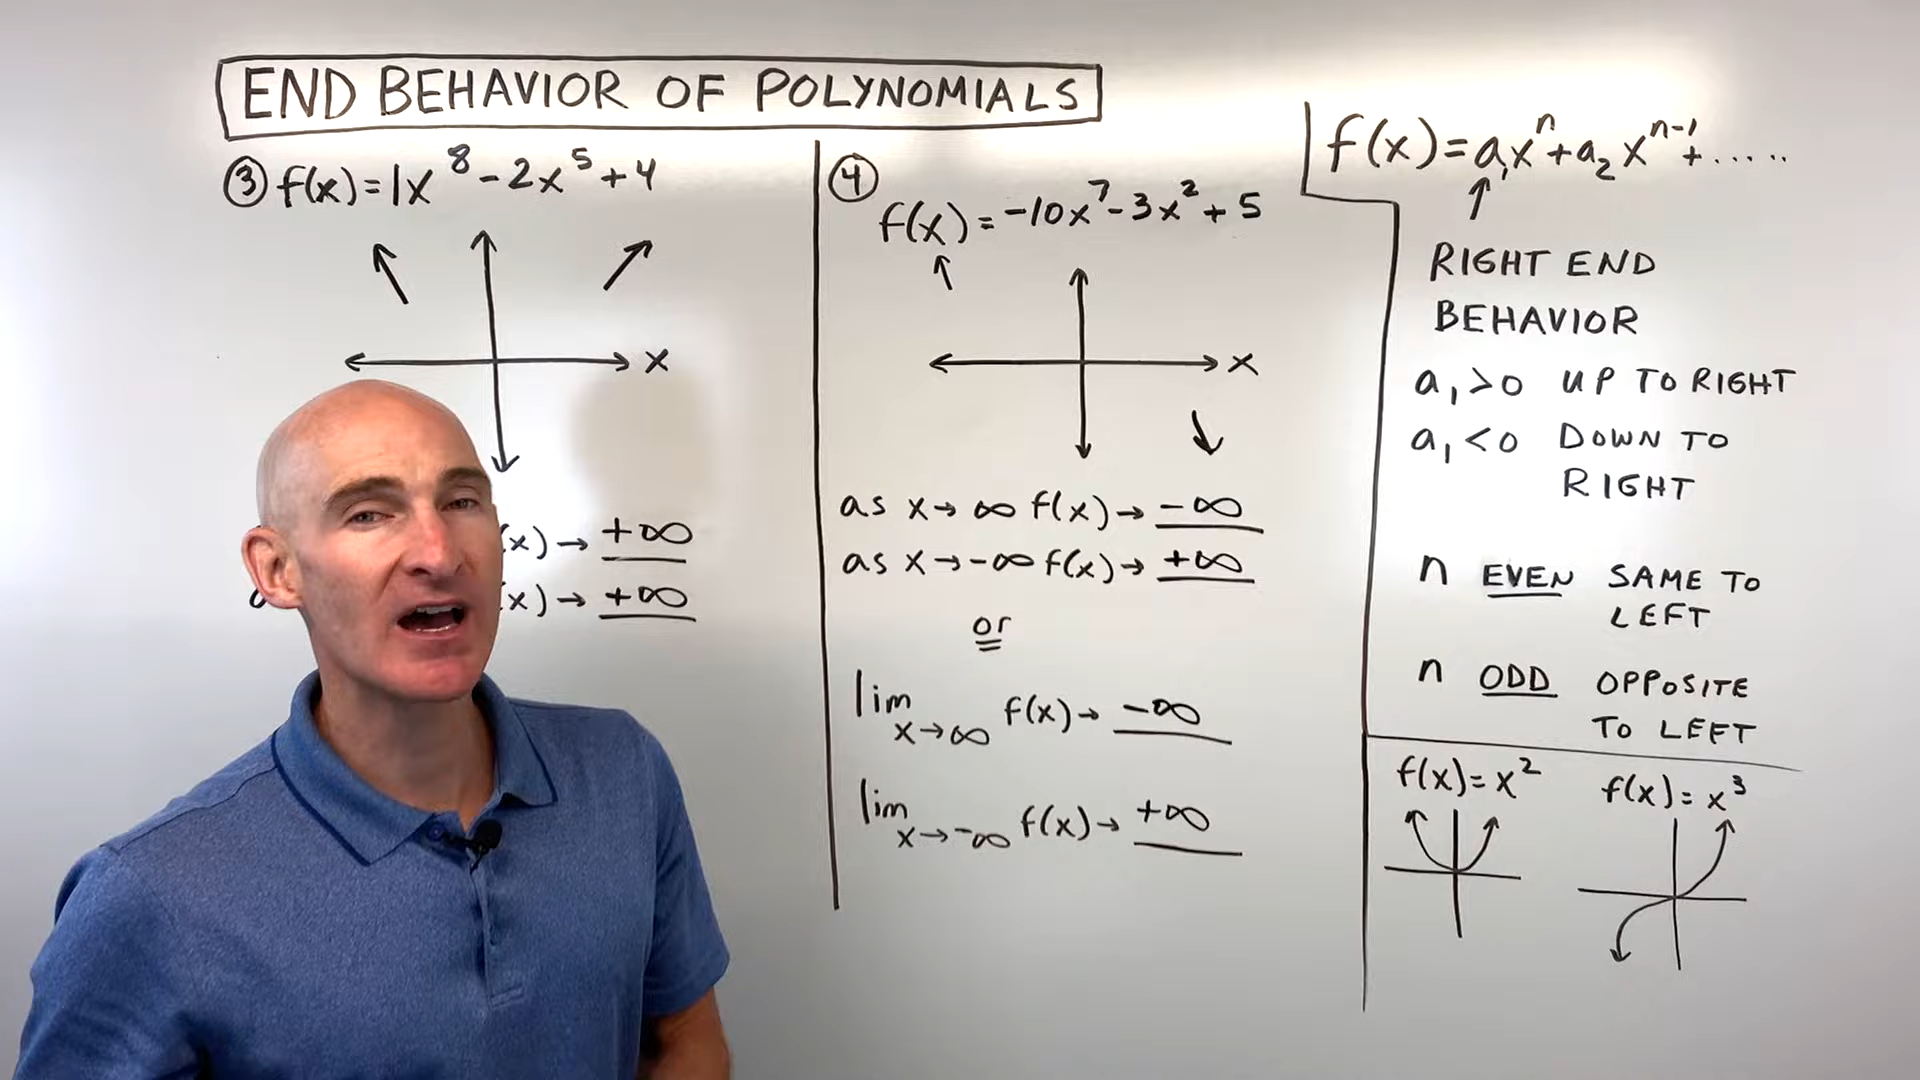 END BEHAVIOR OF POLYNOMIALS
③ f(x)=1x⁸-2x⁵+4
x
(x)→ +∞
(x)→ +∞
④
f(x)=-10x⁷-3x²+5
x
as x→∞ f(x)→ -∞
as x→-∞ f(x)→ +∞
or
lim f(x)→ -∞
x→∞
lim f(x)→ +∞
x→-∞
f(x)=a₁xⁿ+a₂xⁿ⁻¹+.....
RIGHT END
BEHAVIOR
a₁>0 UP TO RIGHT
a₁<0 DOWN TO
RIGHT
n EVEN SAME TO
LEFT
n ODD OPPOSITE
TO LEFT
f(x)=x²
f(x)=x³